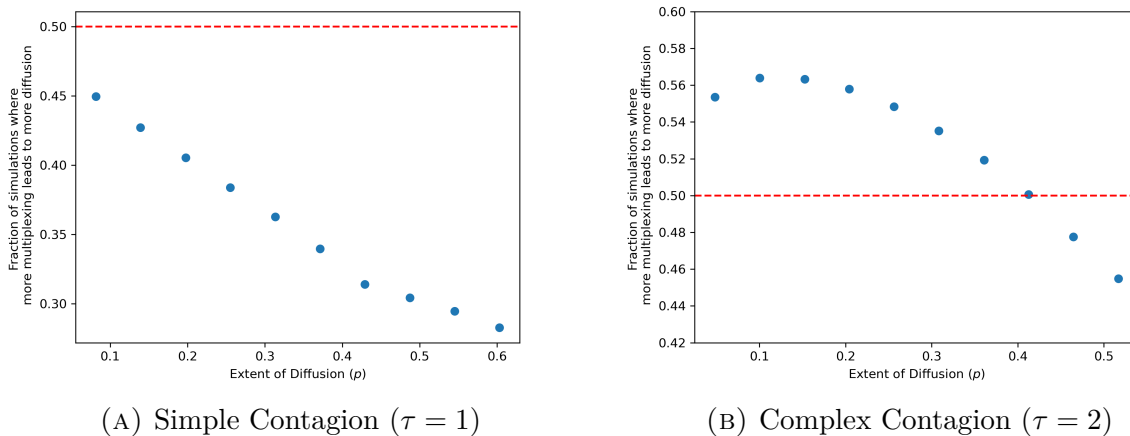 Fraction of simulations where
more multiplexing leads to more diffusion
0.50
0.45
0.40
0.35
0.30
0.1 0.2 0.3 0.4 0.5 0.6
Extent of Diffusion (p)
(A) Simple Contagion (τ = 1)
Fraction of simulations where
more multiplexing leads to more diffusion
0.60
0.58
0.56
0.54
0.52
0.50
0.48
0.46
0.44
0.42
0.1 0.2 0.3 0.4 0.5
Extent of Diffusion (p)
(B) Complex Contagion (τ = 2)